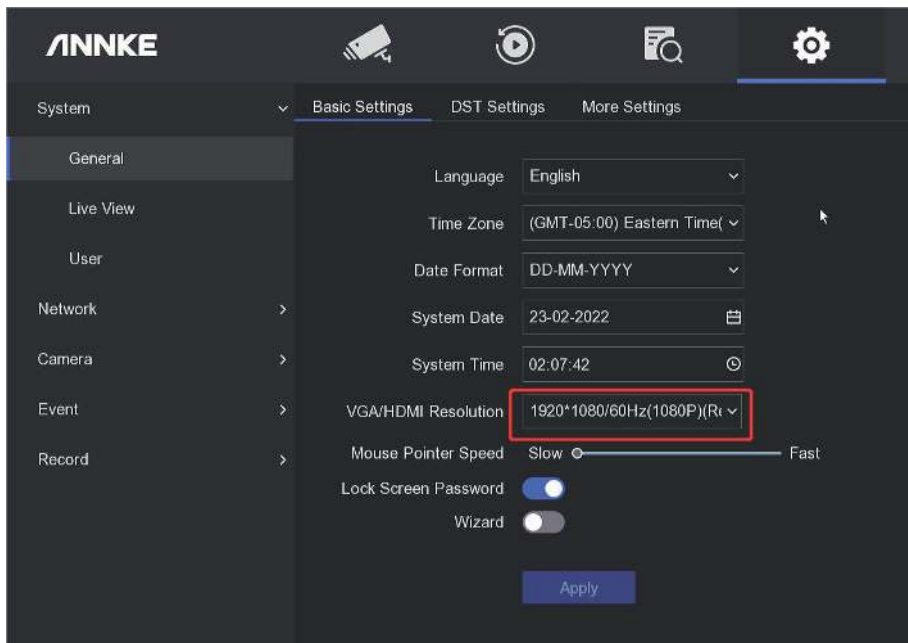 ANNKE
System
Basic Settings DST Settings More Settings
General
Live View
User
Network
Camera
Event
Record
Language English
Time Zone (GMT-05:00) Eastern Time(
Date Format DD-MM-YYYY
System Date 23-02-2022
System Time 02:07:42
VGA/HDMI Resolution 1920*1080/60Hz(1080P)(Re
Mouse Pointer Speed Slow Fast
Lock Screen Password
Wizard
Apply